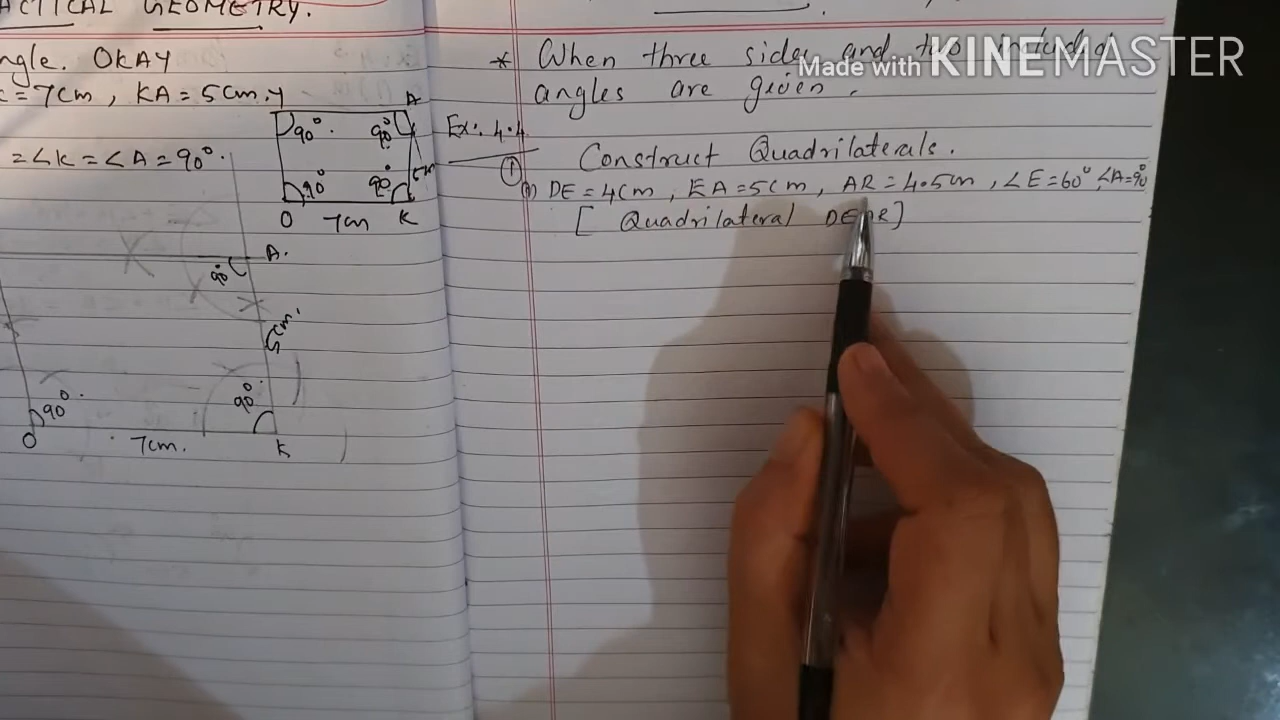 ACTICAL GEOMETRY.
ngle. OKAY
= 7cm, KA = 5cm.
= ∠K = ∠A = 90°.
A
90°. 90°
90° 90° 5cm
O 7cm K
A.
90°
5cm.
90°. 90°.
O 7cm. K
* When three sides and two
angles are given.
Ex: 4.4
Construct Quadrilaterals.
① DE = 4cm, EA = 5cm, AR = 4.5cm, ∠E = 60°, ∠A = 90°
[ Quadrilateral DEAR ]
Made with KINEMASTER